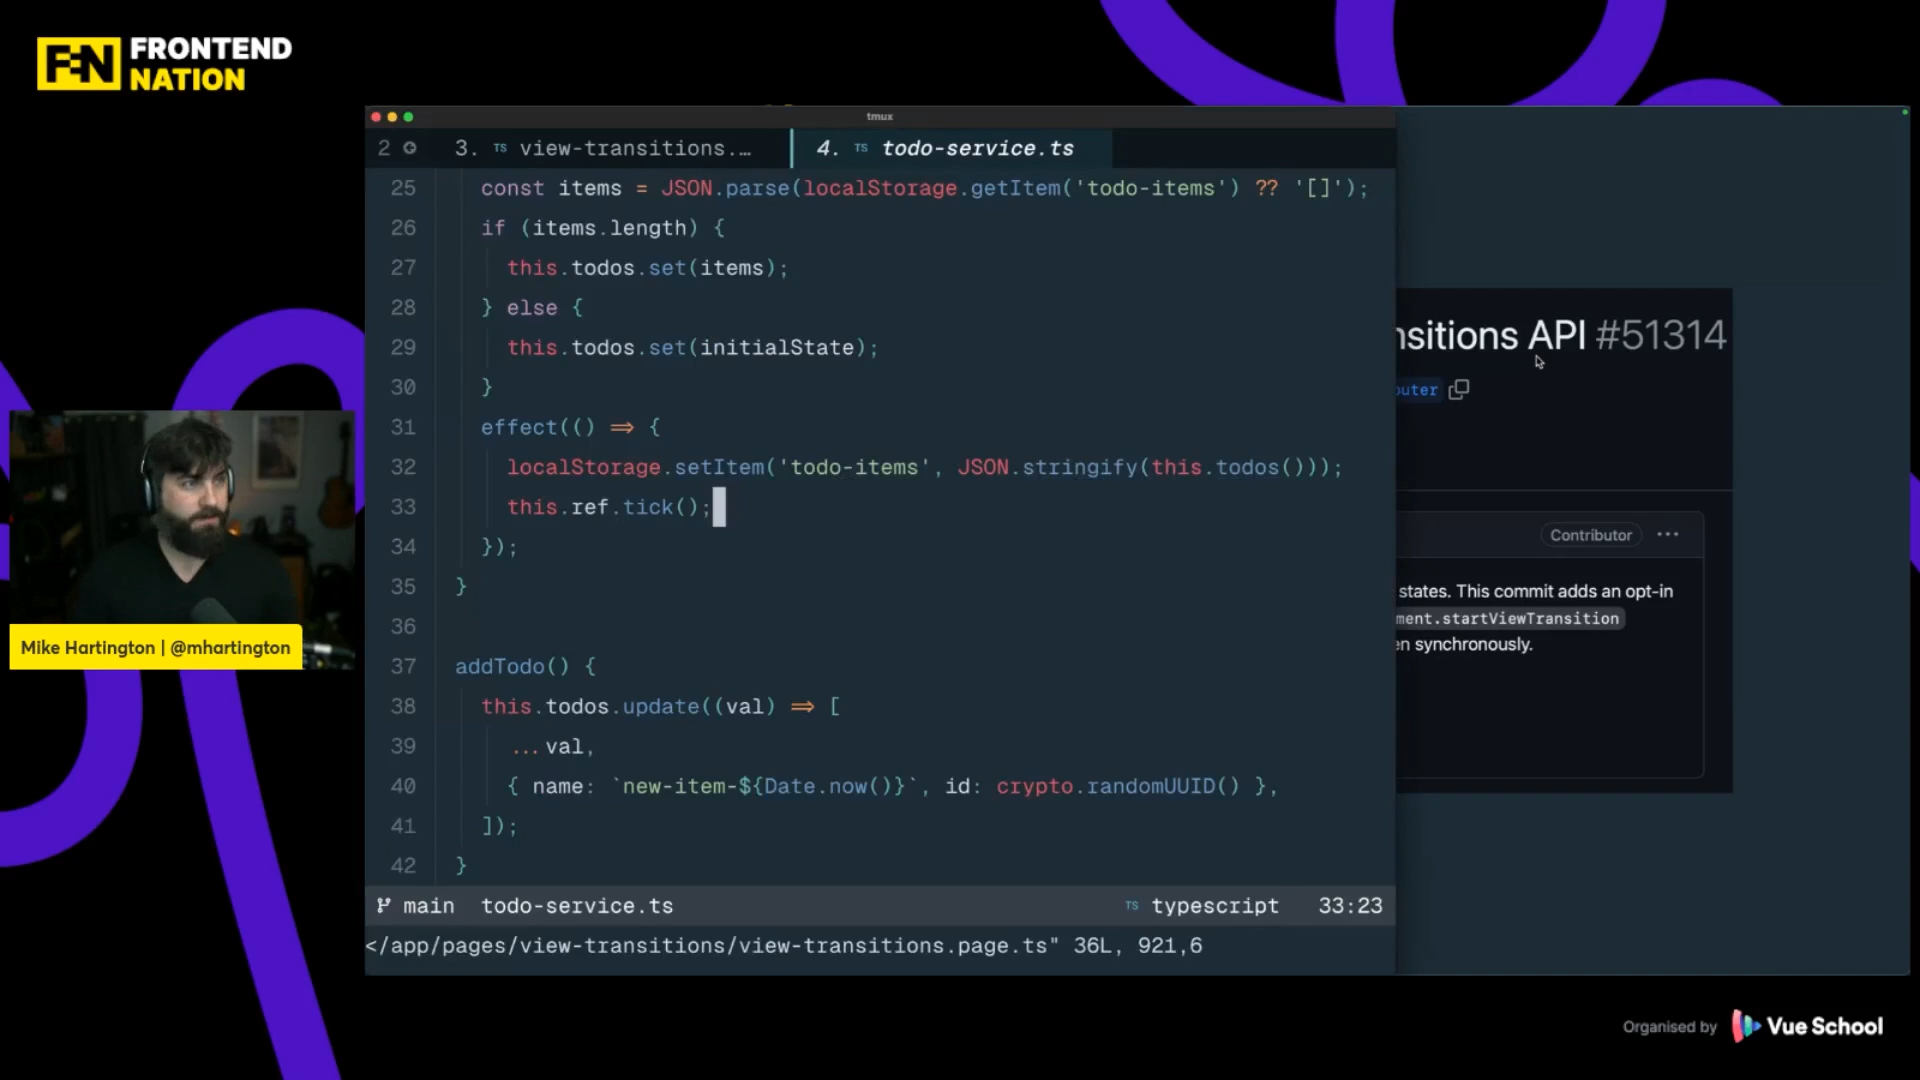 FEN
FRONTEND
NATION
tmux
2
3. TS view-transitions.…
4. TS todo-service.ts
25 const items = JSON.parse(localStorage.getItem('todo-items') ?? '[]');
26 if (items.length) {
27 this.todos.set(items);
28 } else {
29 this.todos.set(initialState);
30 }
31 effect(() => {
32 localStorage.setItem('todo-items', JSON.stringify(this.todos()));
33 this.ref.tick();
34 });
35 }
36
37 addTodo() {
38 this.todos.update((val) => [
39 ...val,
40 { name: `new-item-${Date.now()}`, id: crypto.randomUUID() },
41 ]);
42 }
main todo-service.ts TS typescript 33:23
</app/pages/view-transitions/view-transitions.page.ts" 36L, 921,6
nsitions API #51314
outer
Contributor ...
states. This commit adds an opt-in
ment.startViewTransition
en synchronously.
Mike Hartington | @mhartington
Organised by Vue School